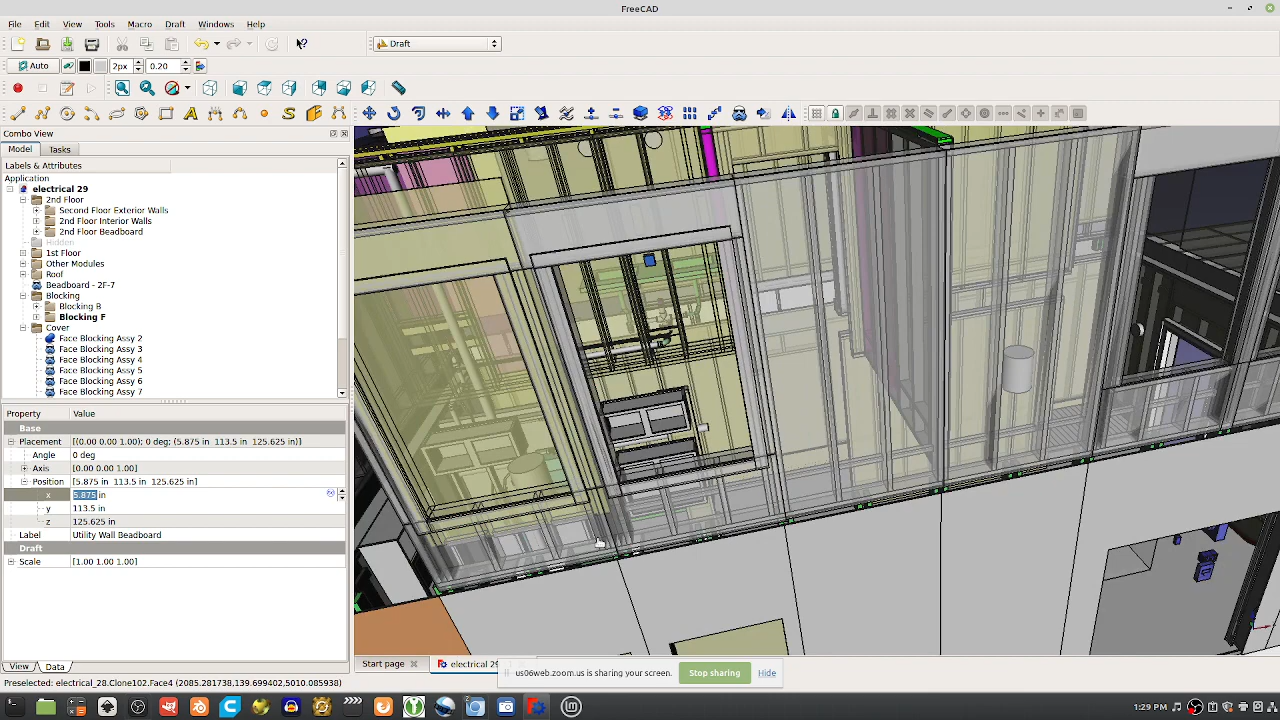 FreeCAD
File Edit View Tools Macro Draft Windows Help
Draft
Auto 2px 0.20
Combo View
Model Tasks
Labels & Attributes
Application
electrical 29
2nd Floor
Second Floor Exterior Walls
2nd Floor Interior Walls
2nd Floor Beadboard
Hidden
1st Floor
Other Modules
Roof
Beadboard - 2F-7
Blocking
Blocking B
Blocking F
Cover
Face Blocking Assy 2
Face Blocking Assy 3
Face Blocking Assy 4
Face Blocking Assy 5
Face Blocking Assy 6
Face Blocking Assy 7
Property Value
Base
Placement [(0.00 0.00 1.00); 0 deg; (5.875 in 113.5 in 125.625 in)]
Angle 0 deg
Axis [0.00 0.00 1.00]
Position [5.875 in 113.5 in 125.625 in]
x 5.875 in
y 113.5 in
z 125.625 in
Label Utility Wall Beadboard
Draft
Scale [1.00 1.00 1.00]
View Data
Start page electrical 29
us06web.zoom.us is sharing your screen. Stop sharing Hide
Preselected: electrical_28.Clone102.Face4 (2085.281738,139.699402,5010.085938)
1:29 PM